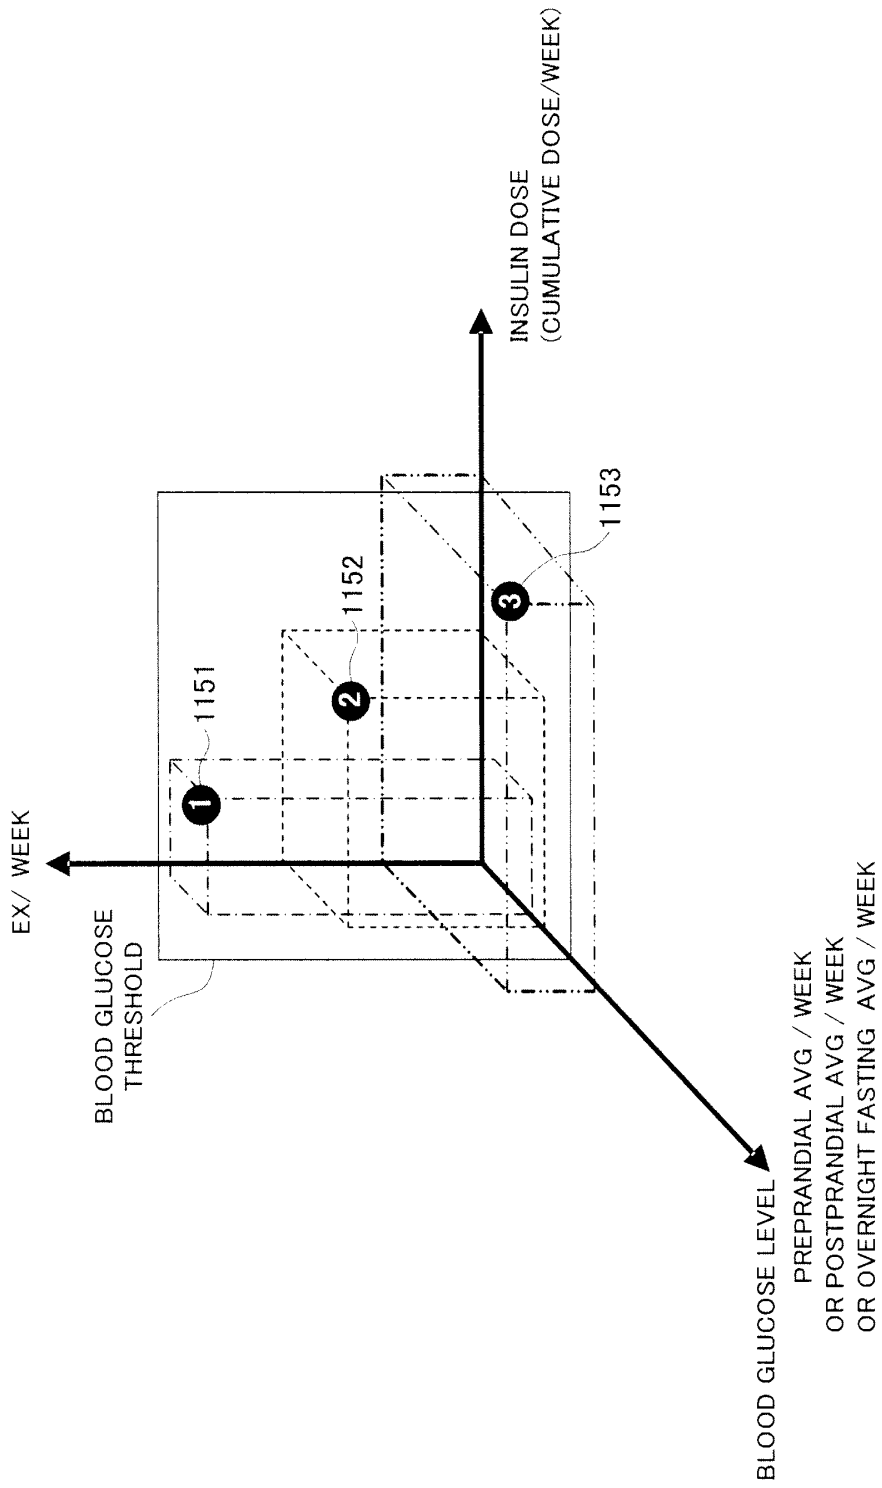 EX/ WEEK
BLOOD GLUCOSE
THRESHOLD
1151
1
1152
2
1153
3
INSULIN DOSE
(CUMULATIVE DOSE/WEEK)
BLOOD GLUCOSE LEVEL
PREPRANDIAL AVG / WEEK
OR POSTPRANDIAL AVG / WEEK
OR OVERNIGHT FASTING AVG / WEEK